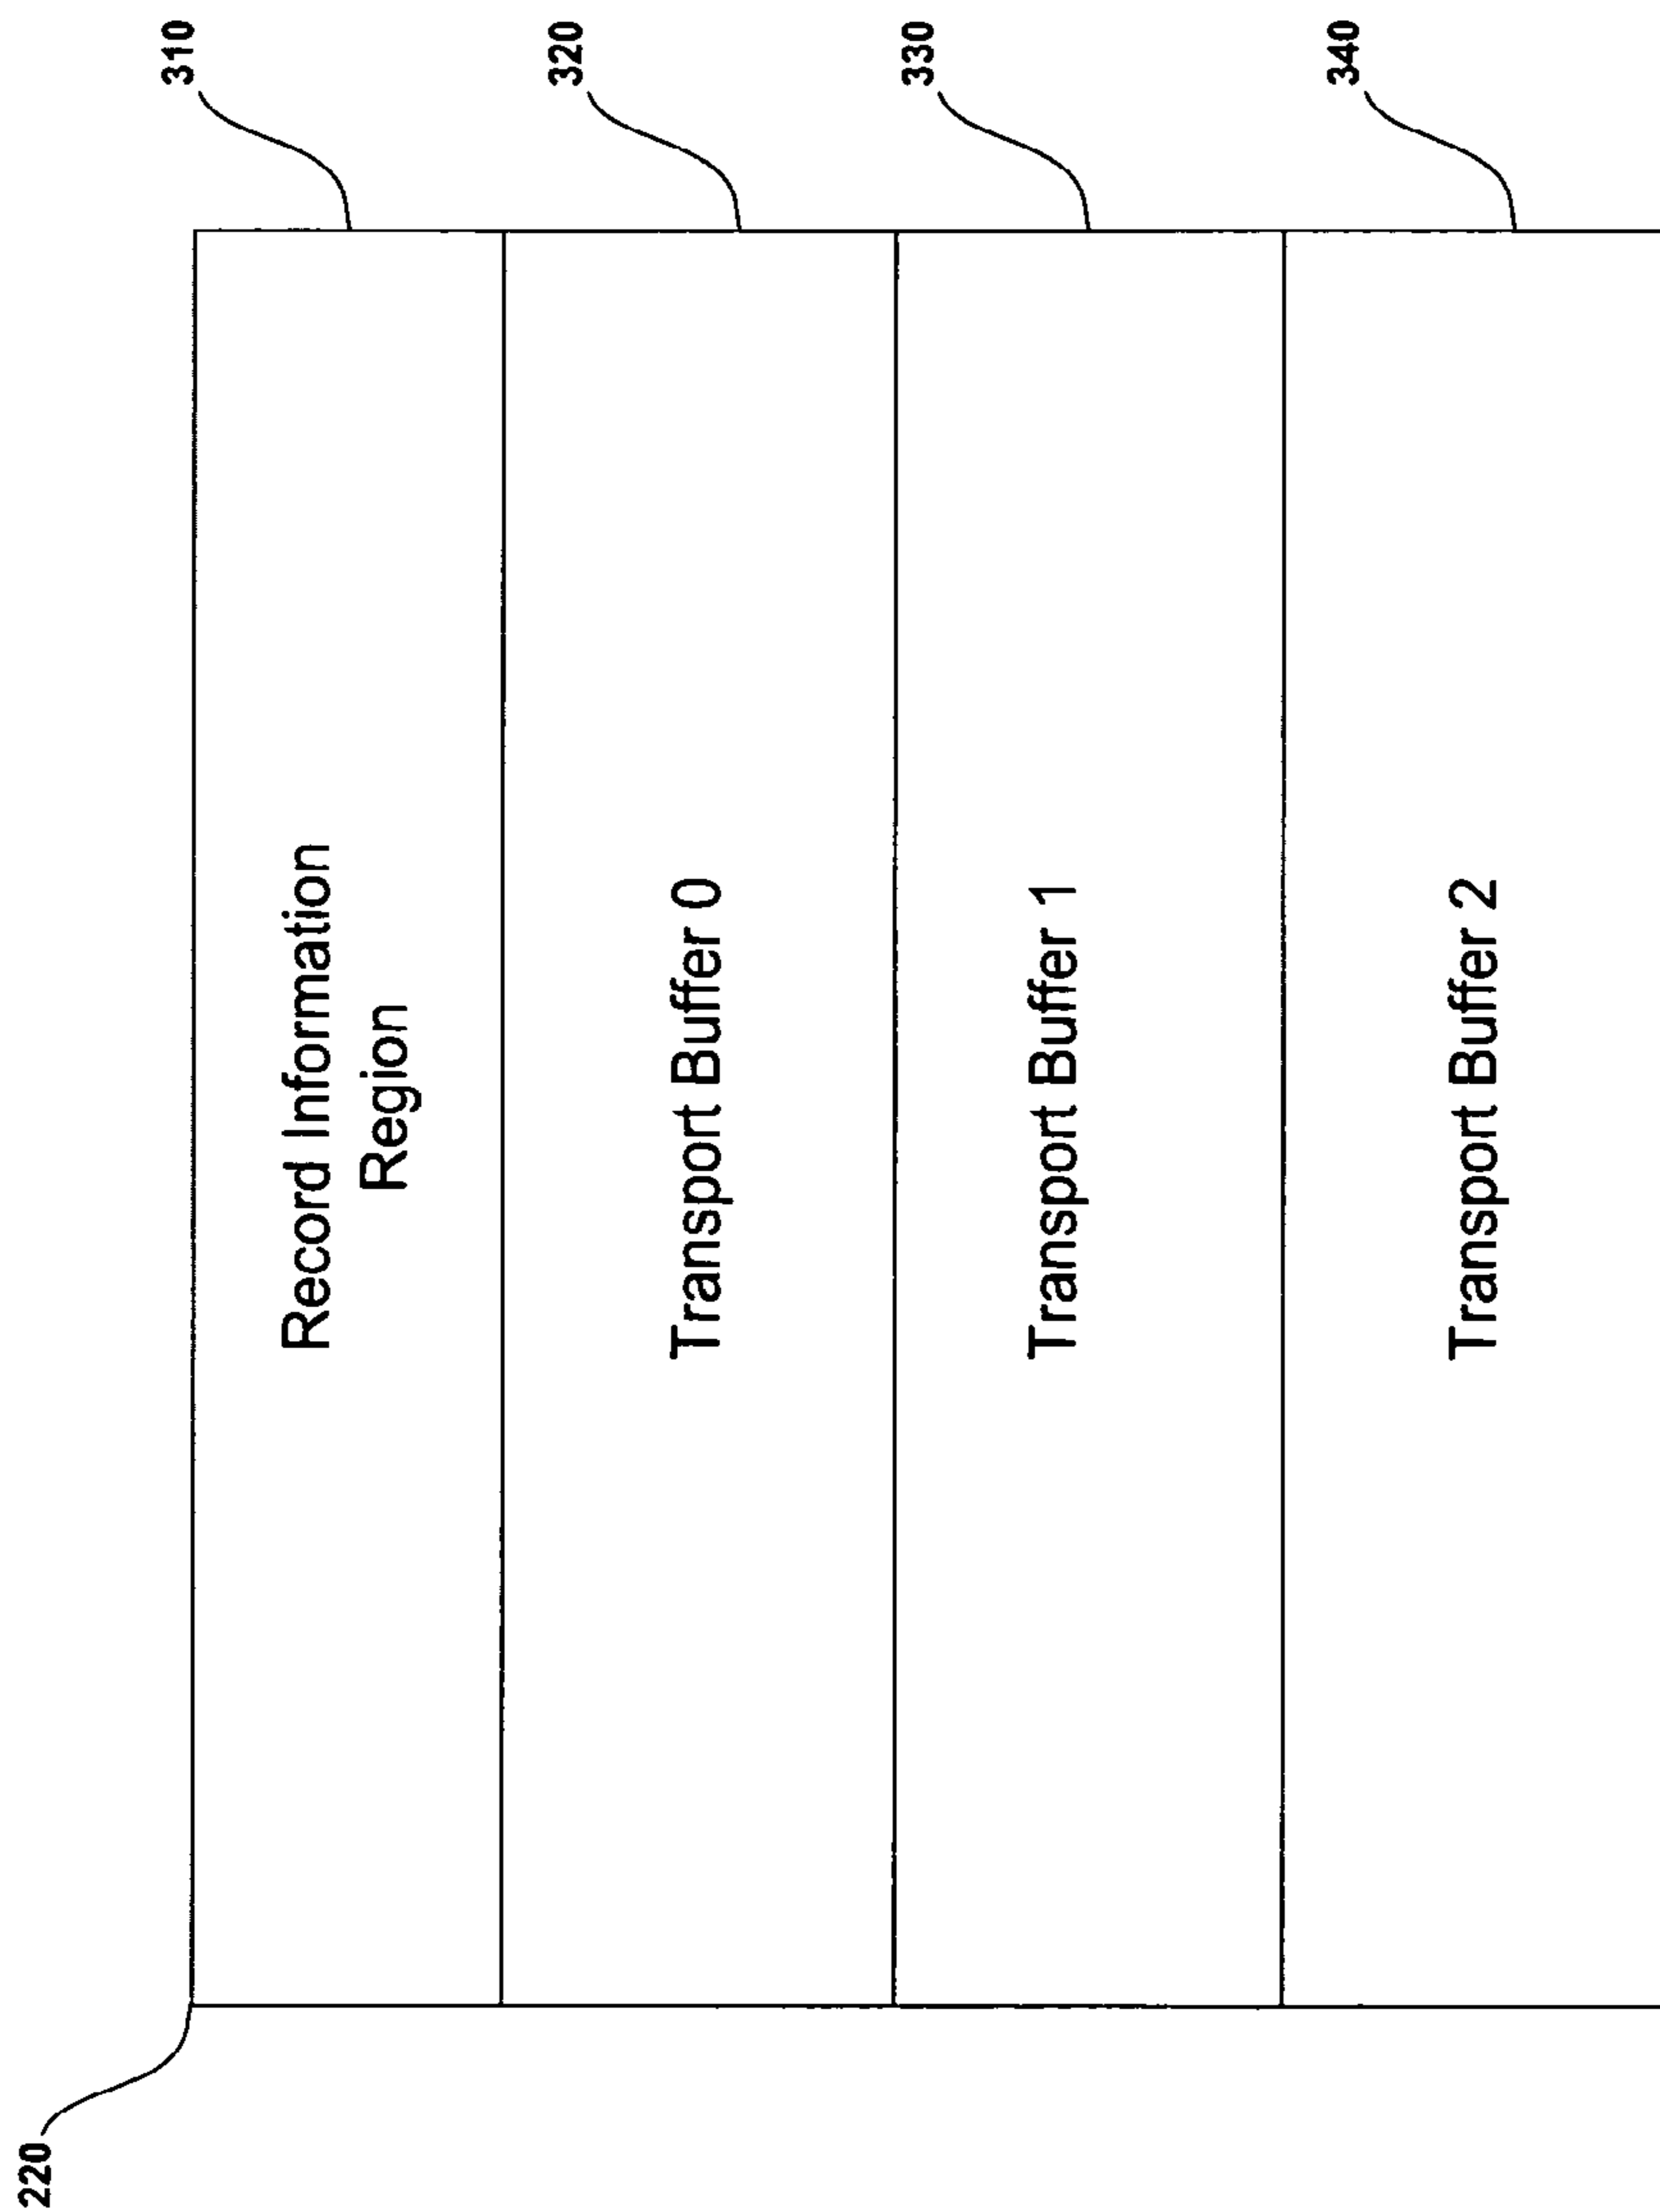 220
310
Record Information
Region
320
Transport Buffer 0
330
Transport Buffer 1
340
Transport Buffer 2